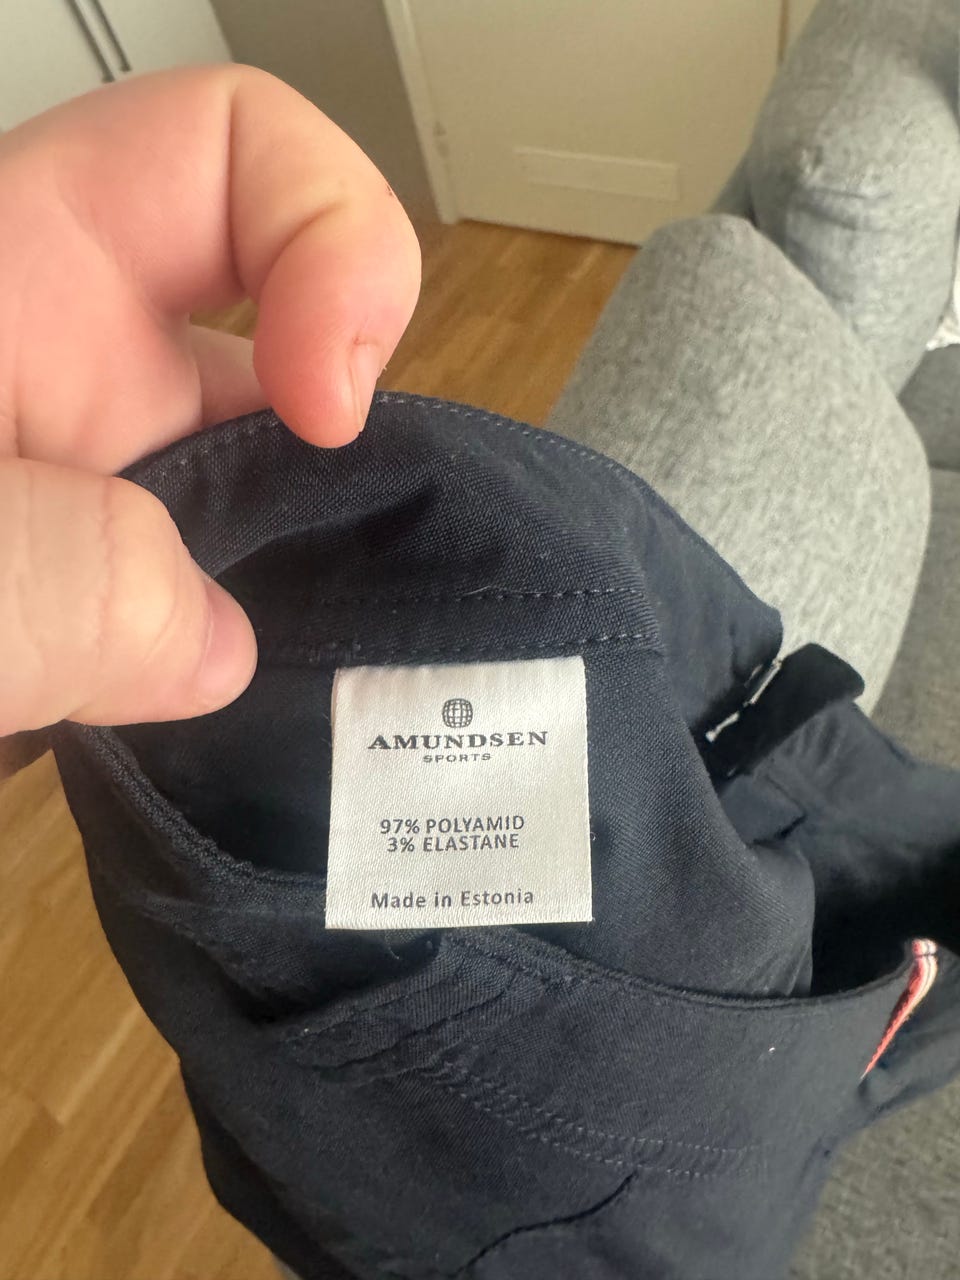 AMUNDSEN
SPORTS
97% POLYAMID
3% ELASTANE
Made in Estonia